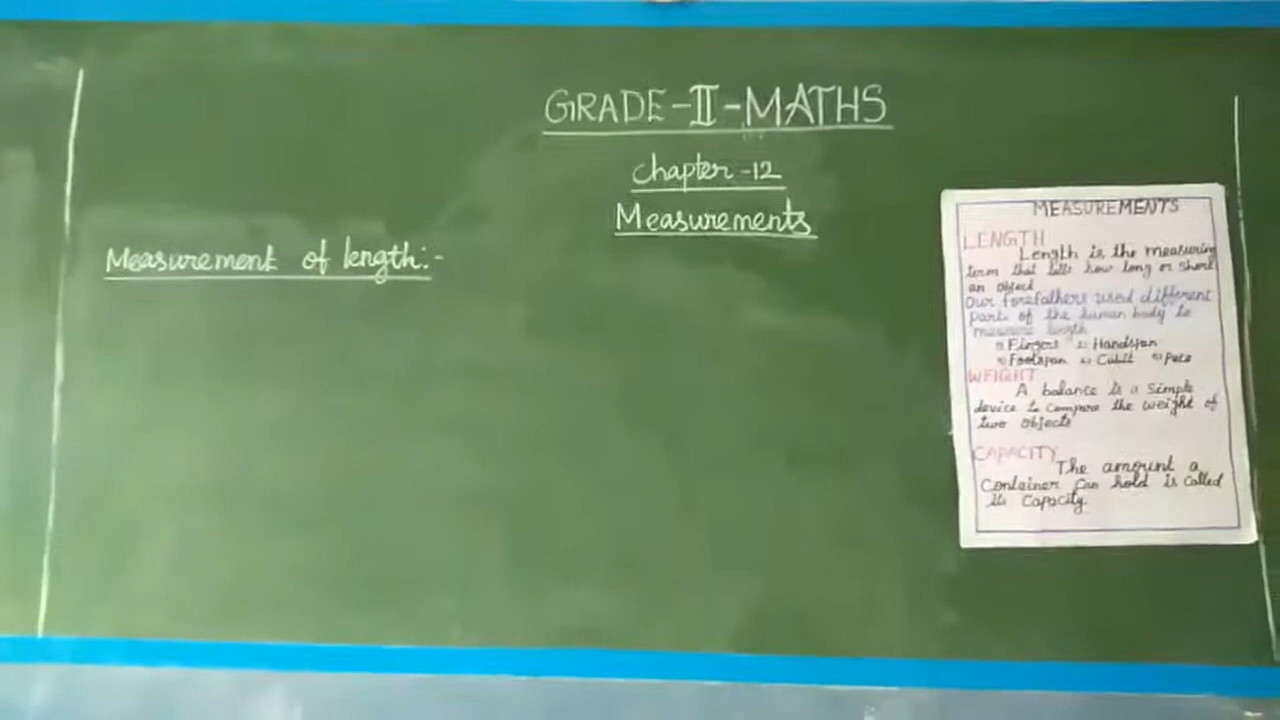 GRADE-II-MATHS
Chapter-12
Measurements
Measurement of length:-
MEASUREMENTS
LENGTH
Length is the measuring
term that tells how long or short
an object
Our forefathers used different
parts of the human body to
measure length
Fingers Handspan
Footspan Cubit Pace
WEIGHT
A balance is a simple
device to compare the weight of
two objects
CAPACITY
The amount a
Container can hold is called
its capacity.